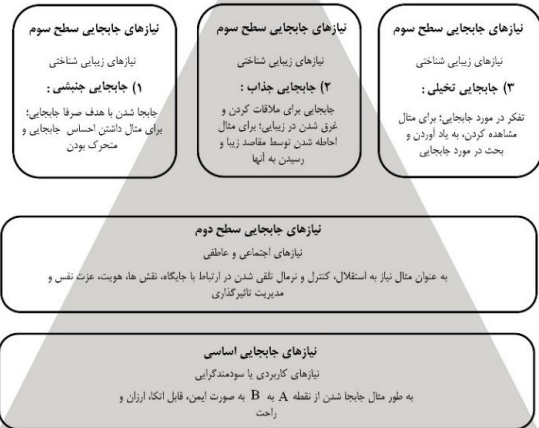 نیازهای جابجایی سطح سوم
نیازهای زیبایی شناختی
۱) جابجایی جنبشی :
جابجا شدن با هدف صرفا جابجایی؛
برای مثال داشتن احساس جابجایی و
متحرک بودن
نیازهای جابجایی سطح سوم
نیازهای زیبایی شناختی
۲) جابجایی جذاب :
جابجایی برای ملاقات کردن و
غرق شدن در زیبایی؛ برای مثال
احاطه شدن توسط مقاصد زیبا و
رسیدن به آنها
نیازهای جابجایی سطح سوم
نیازهای زیبایی شناختی
۳) جابجایی تخیلی :
تفکر در مورد جابجایی؛ برای مثال
مشاهده کردن، به یاد آوردن و
بحث در مورد جابجایی
نیازهای جابجایی سطح دوم
نیازهای اجتماعی و عاطفی
به عنوان مثال نیاز به استقلال، کنترل و نرمال تلقی شدن در ارتباط با جایگاه، نقش ها، هویت، عزت نفس و
مدیریت تاثیرگذاری
نیازهای جابجایی اساسی
نیازهای کاربردی یا سودمندگرایی
به طور مثال جابجا شدن از نقطه A به B به صورت ایمن، قابل اتکا، ارزان و
راحت